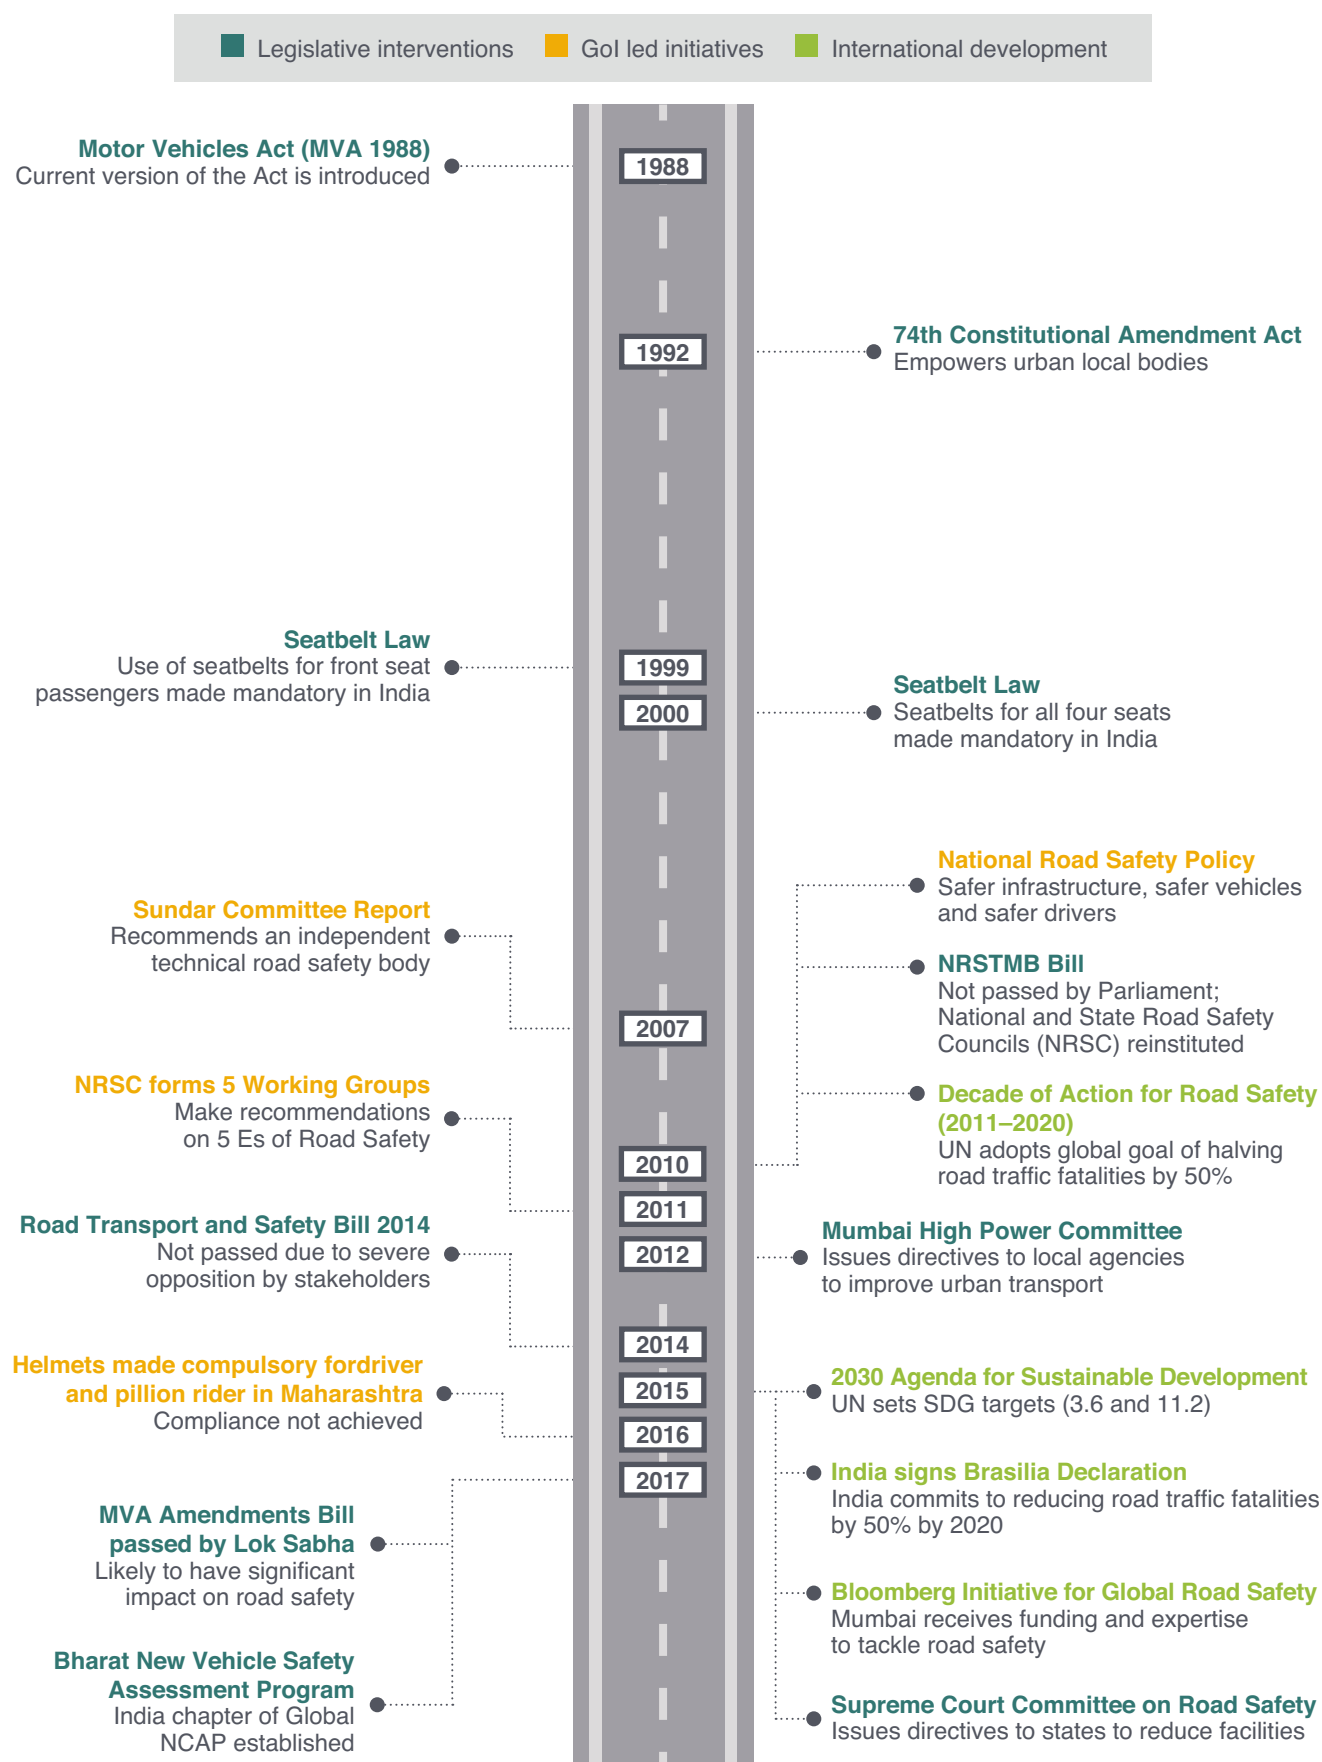 Legislative interventions GoI led initiatives International development
Motor Vehicles Act (MVA 1988)
Current version of the Act is introduced
1988
1992
74th Constitutional Amendment Act
Empowers urban local bodies
Seatbelt Law
Use of seatbelts for front seat
passengers made mandatory in India
1999
2000
Seatbelt Law
Seatbelts for all four seats
made mandatory in India
National Road Safety Policy
Safer infrastructure, safer vehicles
and safer drivers
Sundar Committee Report
Recommends an independent
technical road safety body
NRSTMB Bill
Not passed by Parliament;
National and State Road Safety
Councils (NRSC) reinstituted
2007
NRSC forms 5 Working Groups
Make recommendations
on 5 Es of Road Safety
Decade of Action for Road Safety
(2011–2020)
UN adopts global goal of halving
road traffic fatalities by 50%
2010
2011
2012
Road Transport and Safety Bill 2014
Not passed due to severe
opposition by stakeholders
Mumbai High Power Committee
Issues directives to local agencies
to improve urban transport
2014
2015
2016
2017
Helmets made compulsory fordriver
and pillion rider in Maharashtra
Compliance not achieved
2030 Agenda for Sustainable Development
UN sets SDG targets (3.6 and 11.2)
India signs Brasilia Declaration
India commits to reducing road traffic fatalities
by 50% by 2020
MVA Amendments Bill
passed by Lok Sabha
Likely to have significant
impact on road safety
Bloomberg Initiative for Global Road Safety
Mumbai receives funding and expertise
to tackle road safety
Bharat New Vehicle Safety
Assessment Program
India chapter of Global
NCAP established
Supreme Court Committee on Road Safety
Issues directives to states to reduce facilities